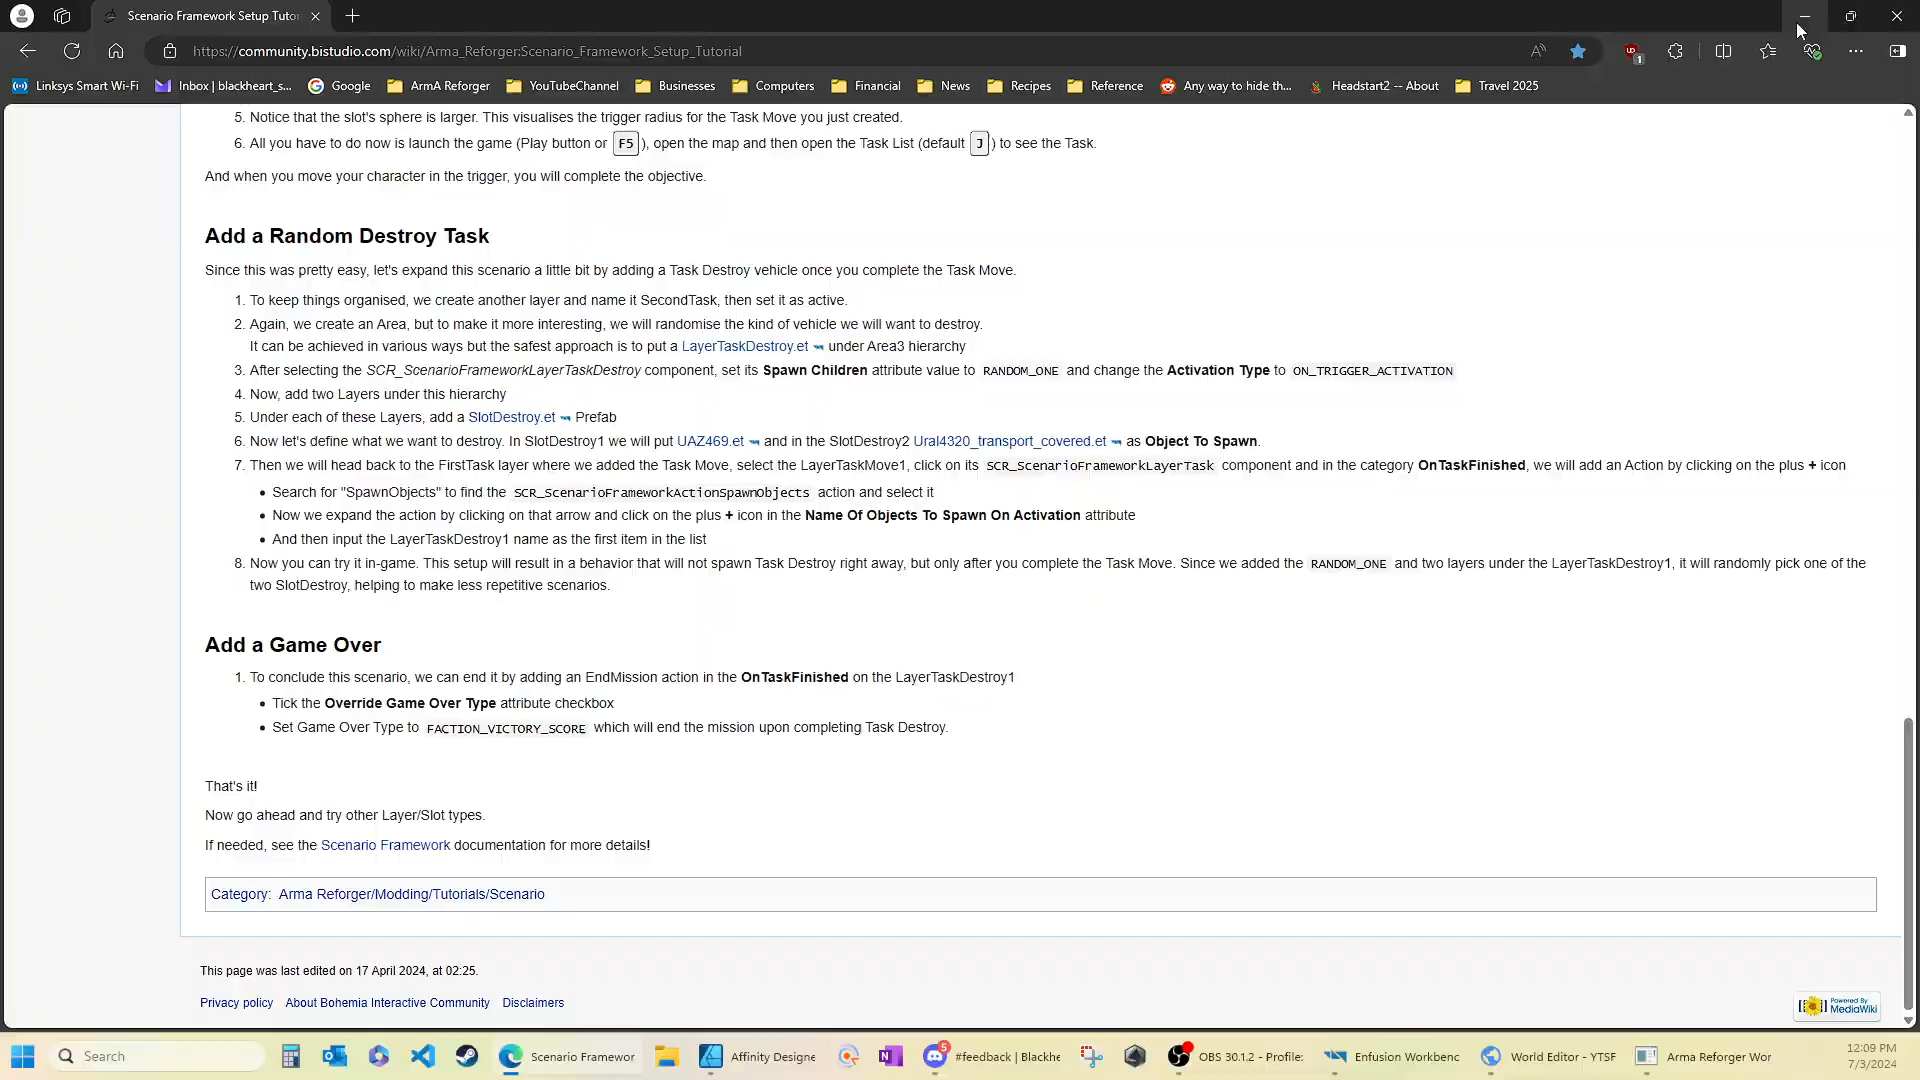 Scenario Framework Setup Tuto
https://community.bistudio.com/wiki/Arma_Reforger:Scenario_Framework_Setup_Tutorial
1
Linksys Smart Wi-Fi Inbox | blackheart_s... Google ArmA Reforger YouTubeChannel Businesses Computers Financial News Recipes Reference Any way to hide th... Headstart2 -- About Travel 2025
5. Notice that the slot's sphere is larger. This visualises the trigger radius for the Task Move you just created.
6. All you have to do now is launch the game (Play button or F5 ), open the map and then open the Task List (default J ) to see the Task.
And when you move your character in the trigger, you will complete the objective.
Add a Random Destroy Task
Since this was pretty easy, let's expand this scenario a little bit by adding a Task Destroy vehicle once you complete the Task Move.
1. To keep things organised, we create another layer and name it SecondTask, then set it as active.
2. Again, we create an Area, but to make it more interesting, we will randomise the kind of vehicle we will want to destroy.
It can be achieved in various ways but the safest approach is to put a LayerTaskDestroy.et under Area3 hierarchy
3. After selecting the SCR_ScenarioFrameworkLayerTaskDestroy component, set its Spawn Children attribute value to RANDOM_ONE and change the Activation Type to ON_TRIGGER_ACTIVATION
4. Now, add two Layers under this hierarchy
5. Under each of these Layers, add a SlotDestroy.et Prefab
6. Now let's define what we want to destroy. In SlotDestroy1 we will put UAZ469.et and in the SlotDestroy2 Ural4320_transport_covered.et as Object To Spawn.
7. Then we will head back to the FirstTask layer where we added the Task Move, select the LayerTaskMove1, click on its SCR_ScenarioFrameworkLayerTask component and in the category OnTaskFinished, we will add an Action by clicking on the plus + icon
• Search for "SpawnObjects" to find the SCR_ScenarioFrameworkActionSpawnObjects action and select it
• Now we expand the action by clicking on that arrow and click on the plus + icon in the Name Of Objects To Spawn On Activation attribute
• And then input the LayerTaskDestroy1 name as the first item in the list
8. Now you can try it in-game. This setup will result in a behavior that will not spawn Task Destroy right away, but only after you complete the Task Move. Since we added the RANDOM_ONE and two layers under the LayerTaskDestroy1, it will randomly pick one of the
two SlotDestroy, helping to make less repetitive scenarios.
Add a Game Over
1. To conclude this scenario, we can end it by adding an EndMission action in the OnTaskFinished on the LayerTaskDestroy1
• Tick the Override Game Over Type attribute checkbox
• Set Game Over Type to FACTION_VICTORY_SCORE which will end the mission upon completing Task Destroy.
That's it!
Now go ahead and try other Layer/Slot types.
If needed, see the Scenario Framework documentation for more details!
Category: Arma Reforger/Modding/Tutorials/Scenario
This page was last edited on 17 April 2024, at 02:25.
Privacy policy About Bohemia Interactive Community Disclaimers
Powered By
MediaWiki
Search Scenario Framewor Affinity Designe 5 #feedback | Blackhe OBS 30.1.2 - Profile: Enfusion Workbenc World Editor - YTSF Arma Reforger Wor
12:09 PM
7/3/2024